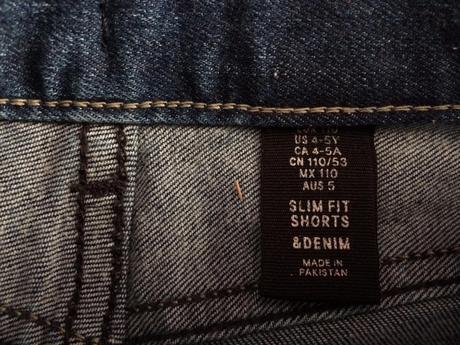 US 4-5Y
CA 4-5A
CN 110/53
MX 110
AUS 5
SLIM FIT
SHORTS
&DENIM
MADE IN
PAKISTAN